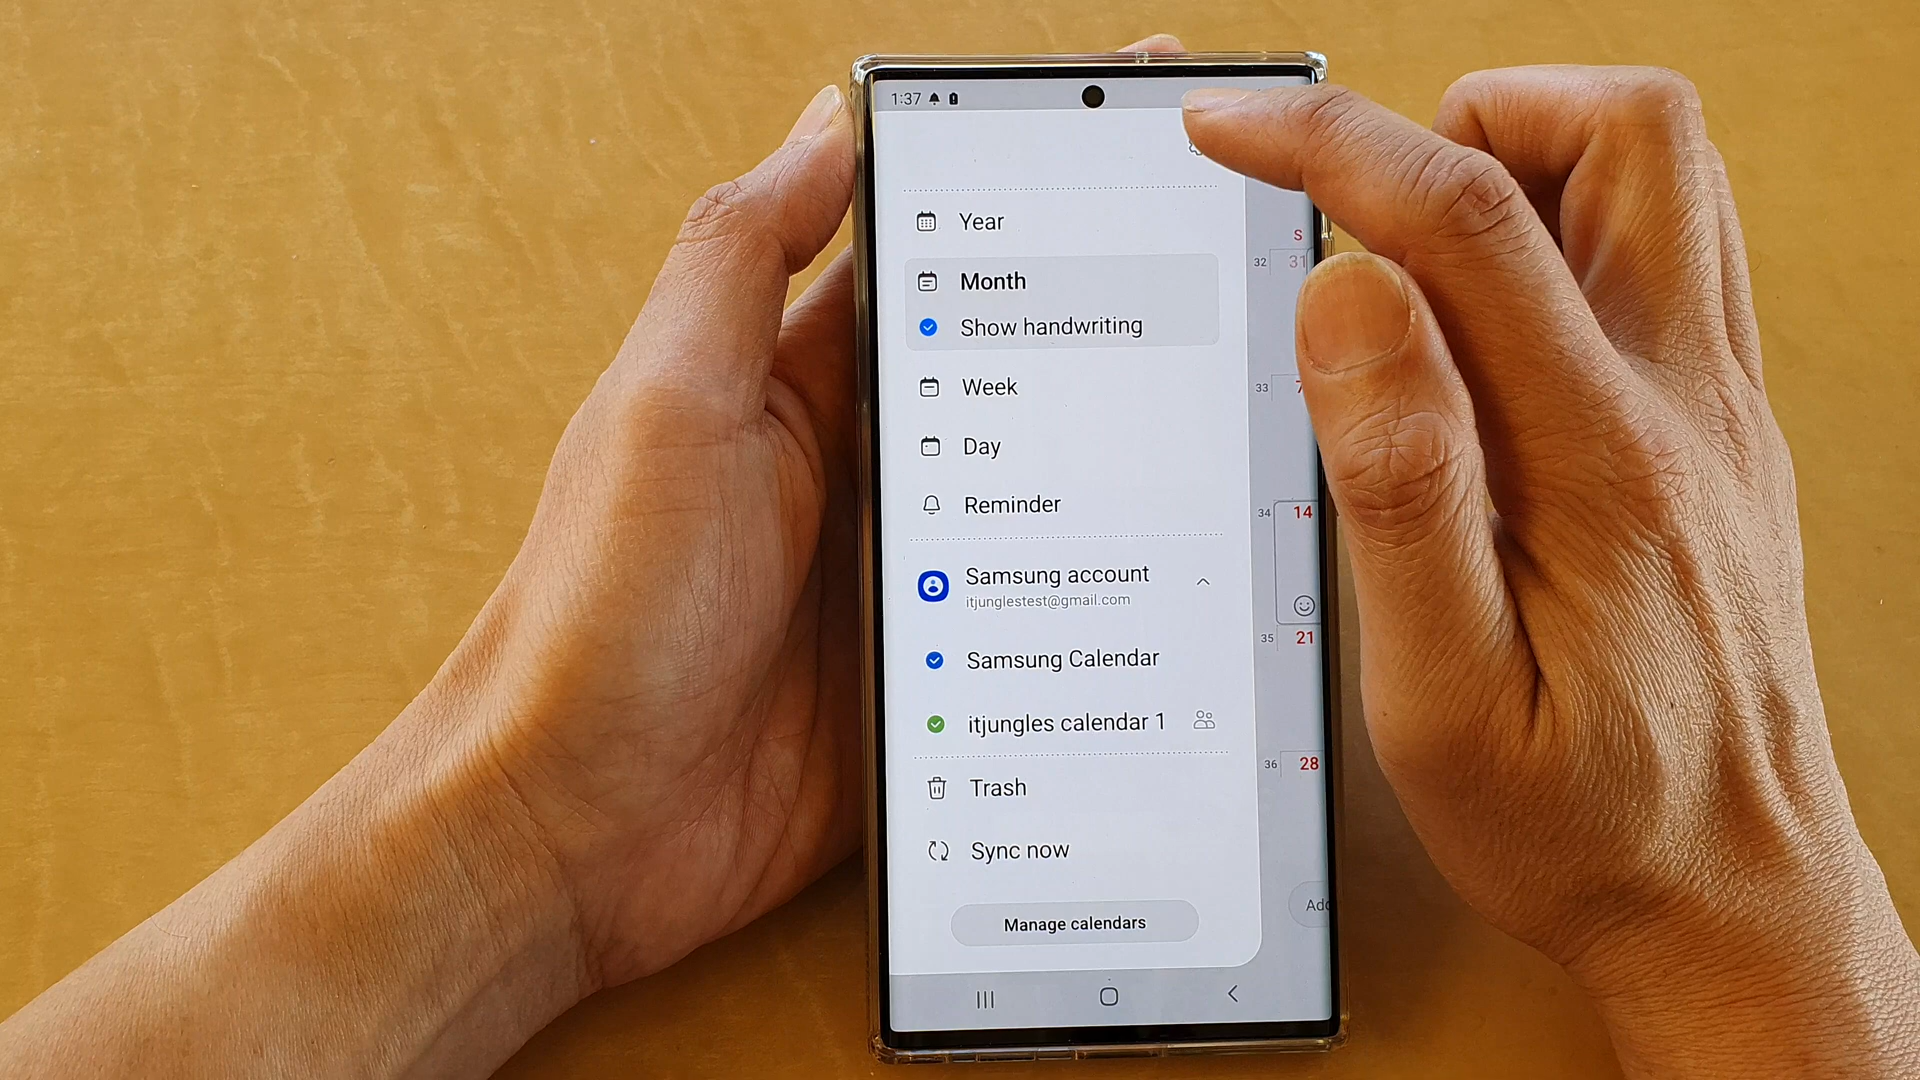 1:37
Year
Month
Show handwriting
Week
Day
Reminder
Samsung account
itjunglestest@gmail.com
Samsung Calendar
itjungles calendar 1
Trash
Sync now
Manage calendars
S
32 31
33 7
34 14
35 21
36 28